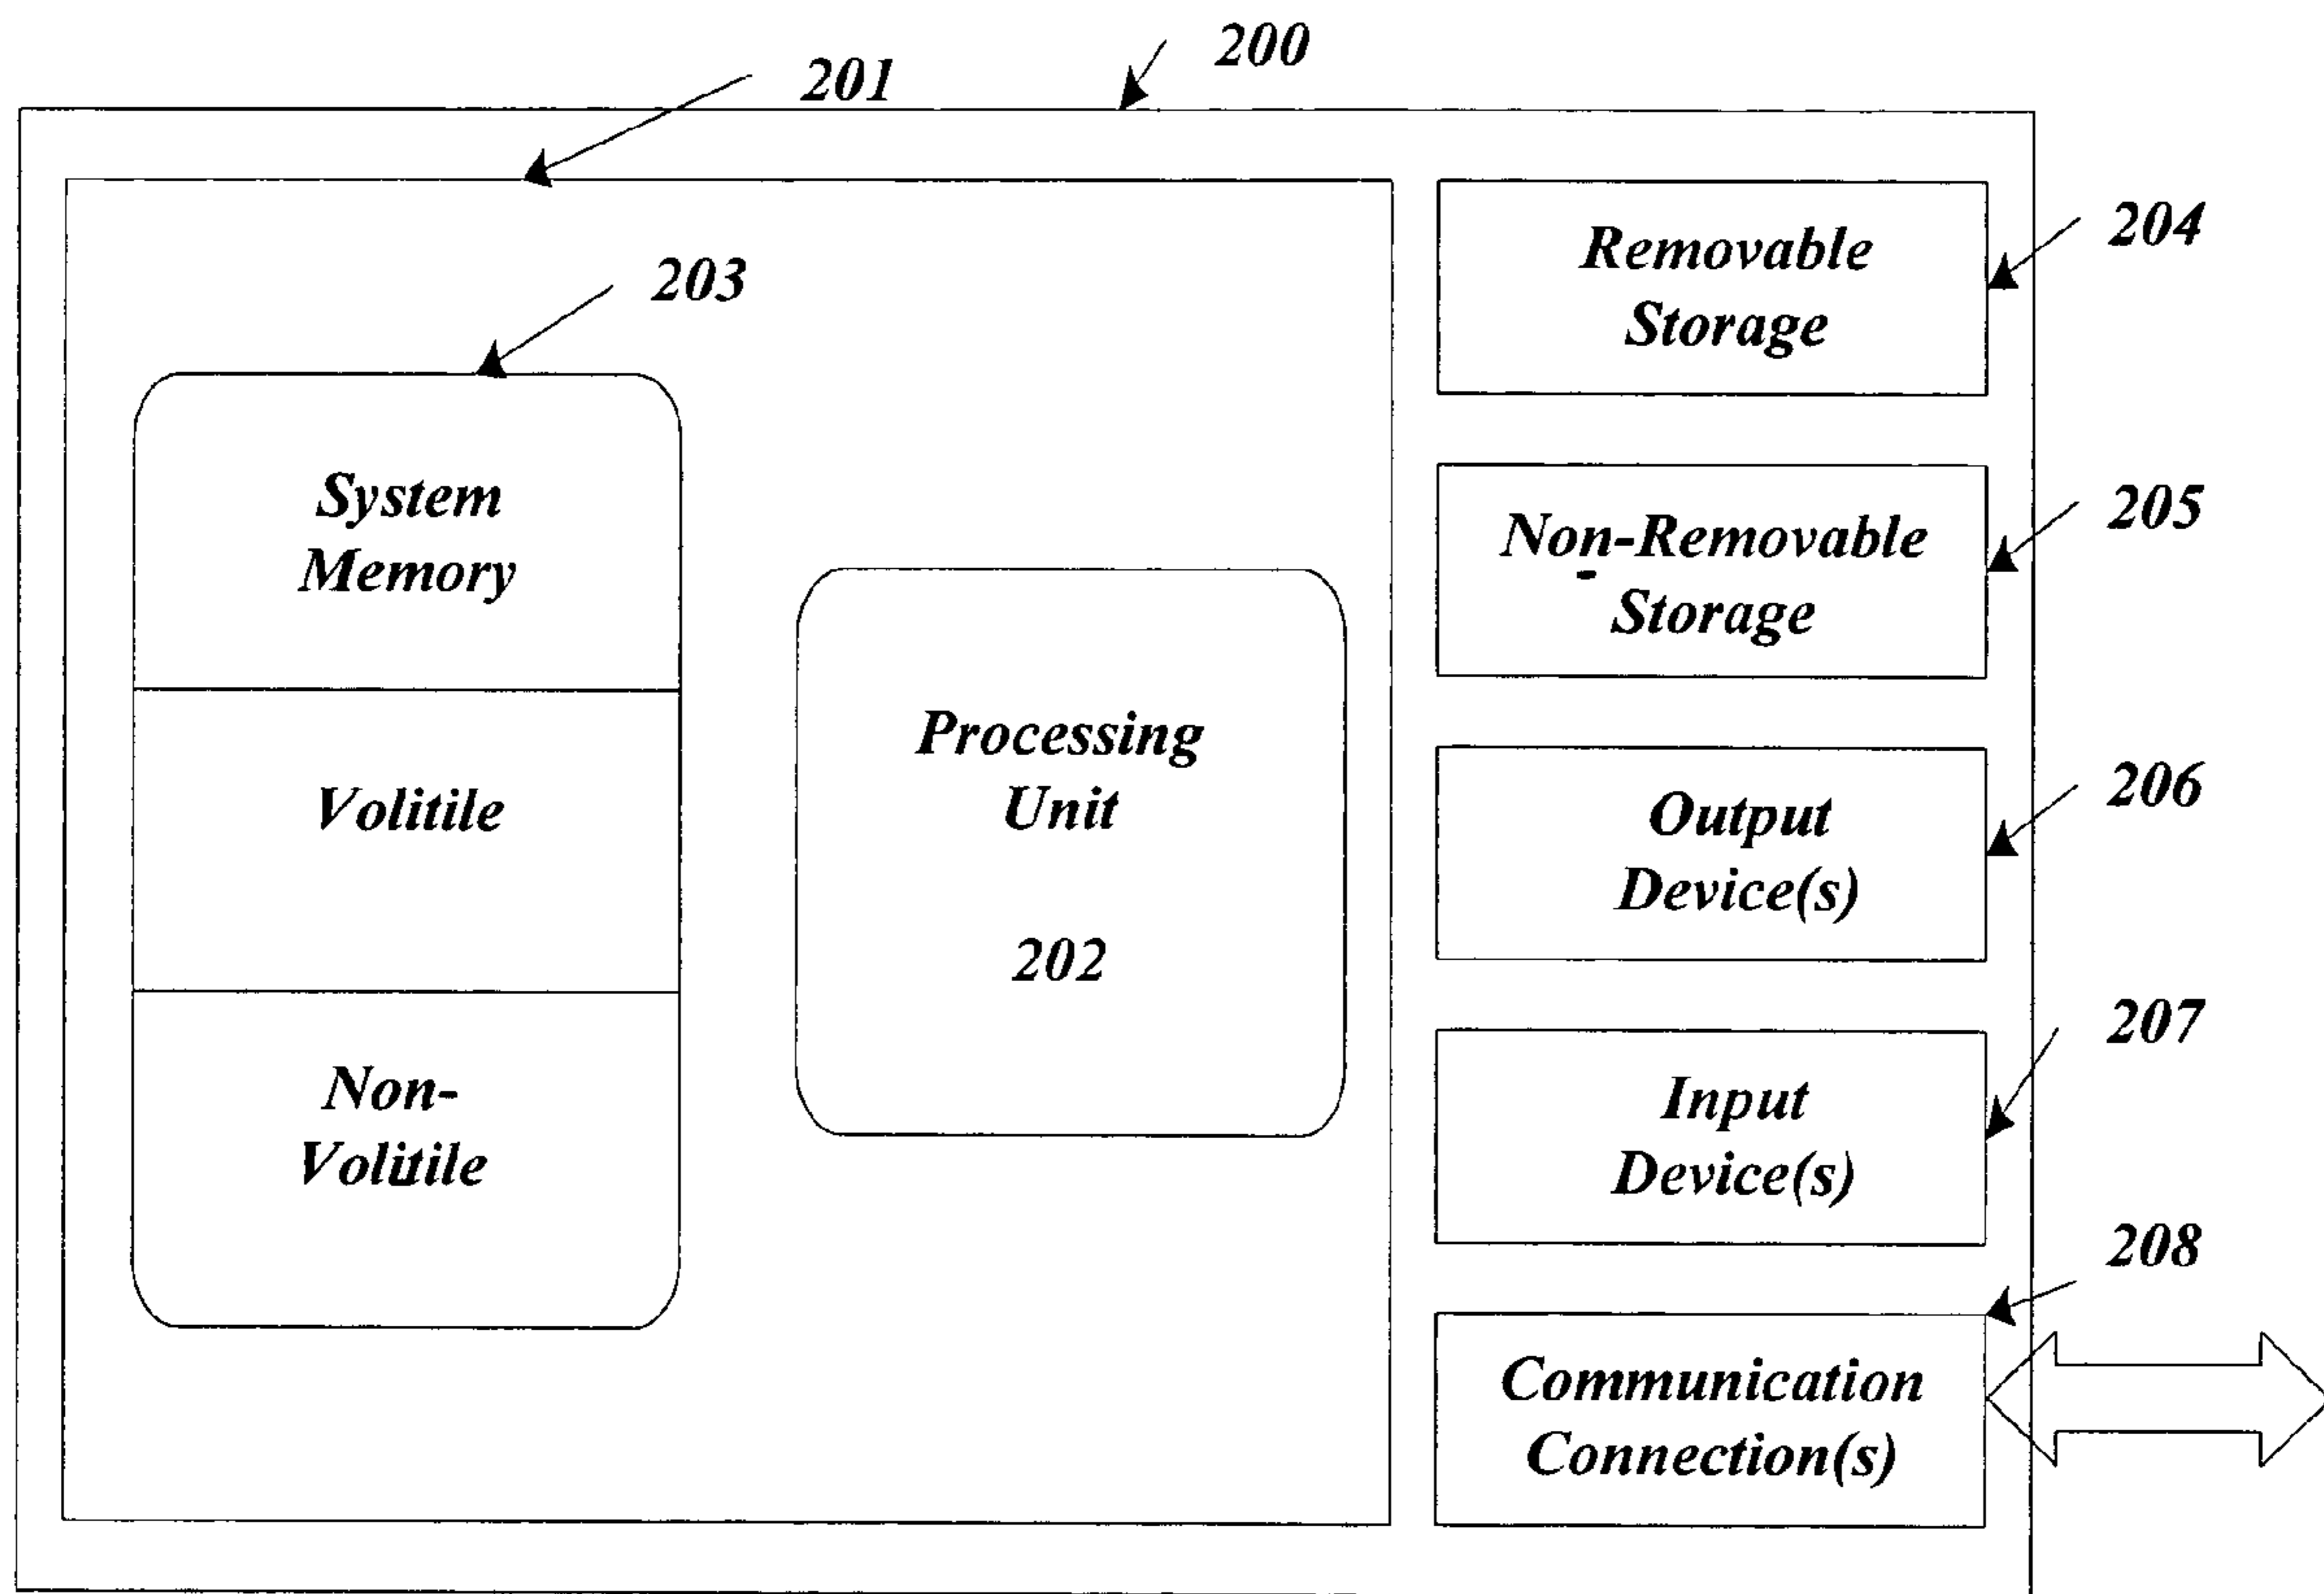 200
201
203
System
Memory
Volitile
Non-
Volitile
Processing
Unit
202
Removable
Storage
204
Non-Removable
Storage
205
Output
Device(s)
206
Input
Device(s)
207
Communication
Connection(s)
208